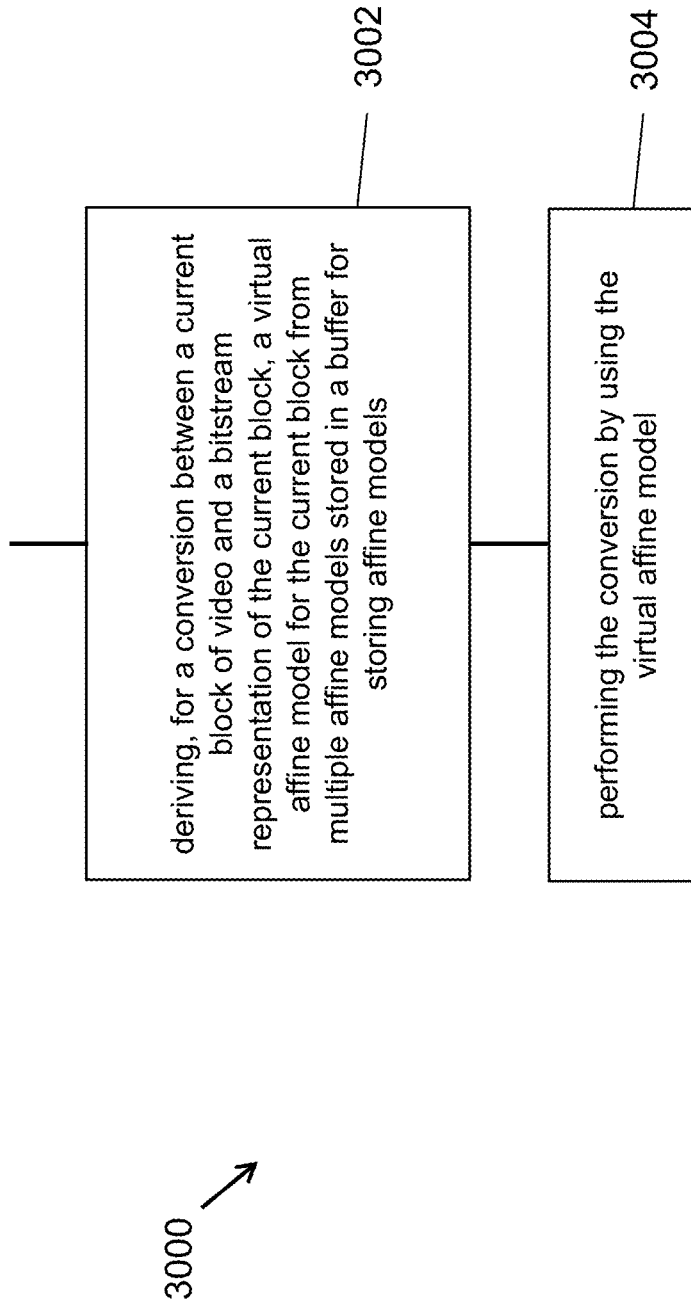 3000
deriving, for a conversion between a current
block of video and a bitstream
representation of the current block, a virtual
affine model for the current block from
multiple affine models stored in a buffer for
storing affine models
3002
performing the conversion by using the
virtual affine model
3004